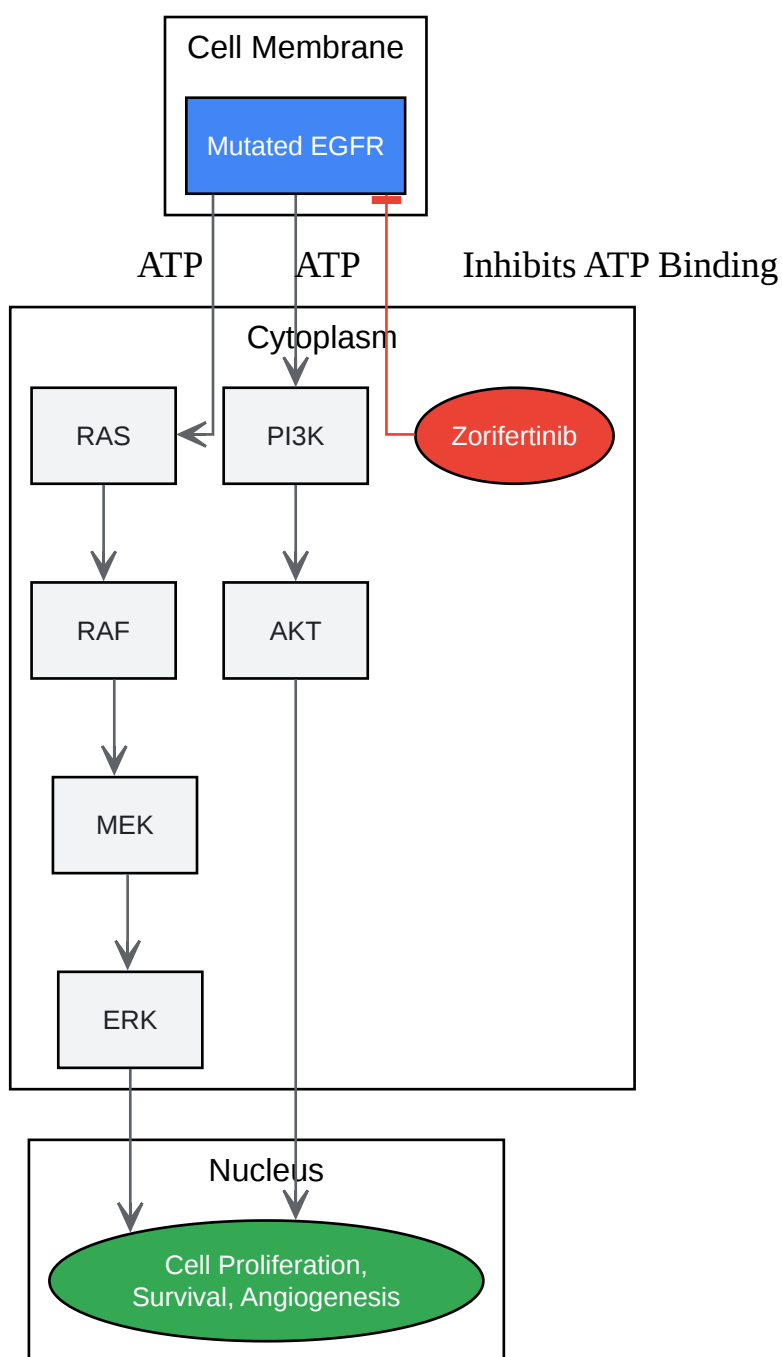 Cell Membrane
Mutated EGFR
ATP
ATP
Inhibits ATP Binding
Cytoplasm
RAS
PI3K
Zorifertinib
RAF
AKT
MEK
ERK
Nucleus
Cell Proliferation,
Survival, Angiogenesis